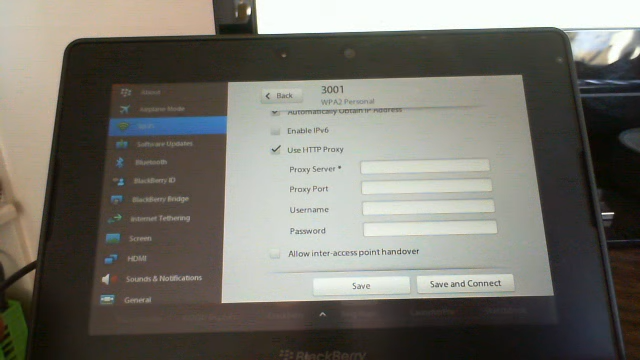 About
Airplane Mode
Wi-Fi
Software Updates
Bluetooth
BlackBerry ID
BlackBerry Bridge
Internet Tethering
Screen
HDMI
Sounds & Notifications
General
Back
3001
WPA2 Personal
Automatically Obtain IP Address
Enable IPv6
Use HTTP Proxy
Proxy Server *
Proxy Port
Username
Password
Allow inter-access point handover
Save
Save and Connect
BlackBerry